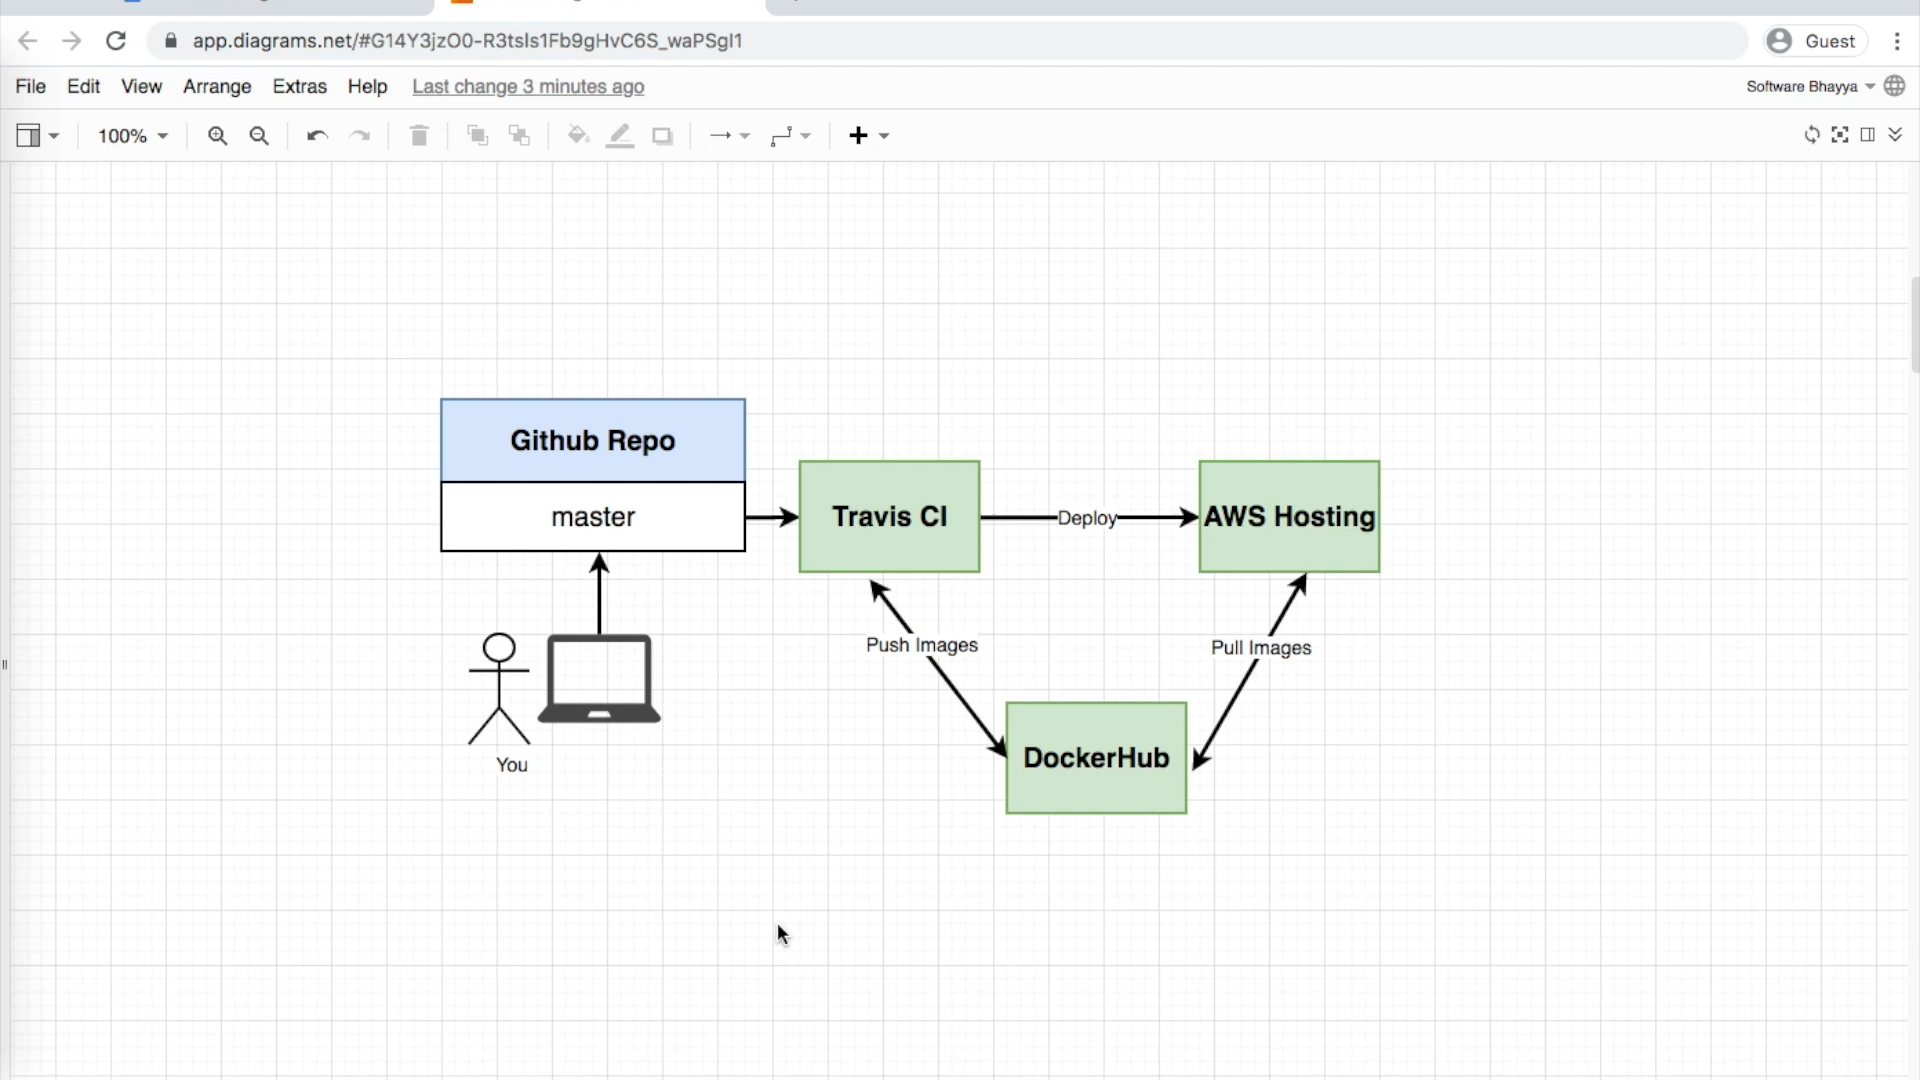 app.diagrams.net/#G14Y3jzO0-R3tsIs1Fb9gHvC6S_waPSgI1
Guest
File Edit View Arrange Extras Help Last change 3 minutes ago
Software Bhayya
100%
Github Repo
master
Travis CI
Deploy
AWS Hosting
Push Images
Pull Images
DockerHub
You